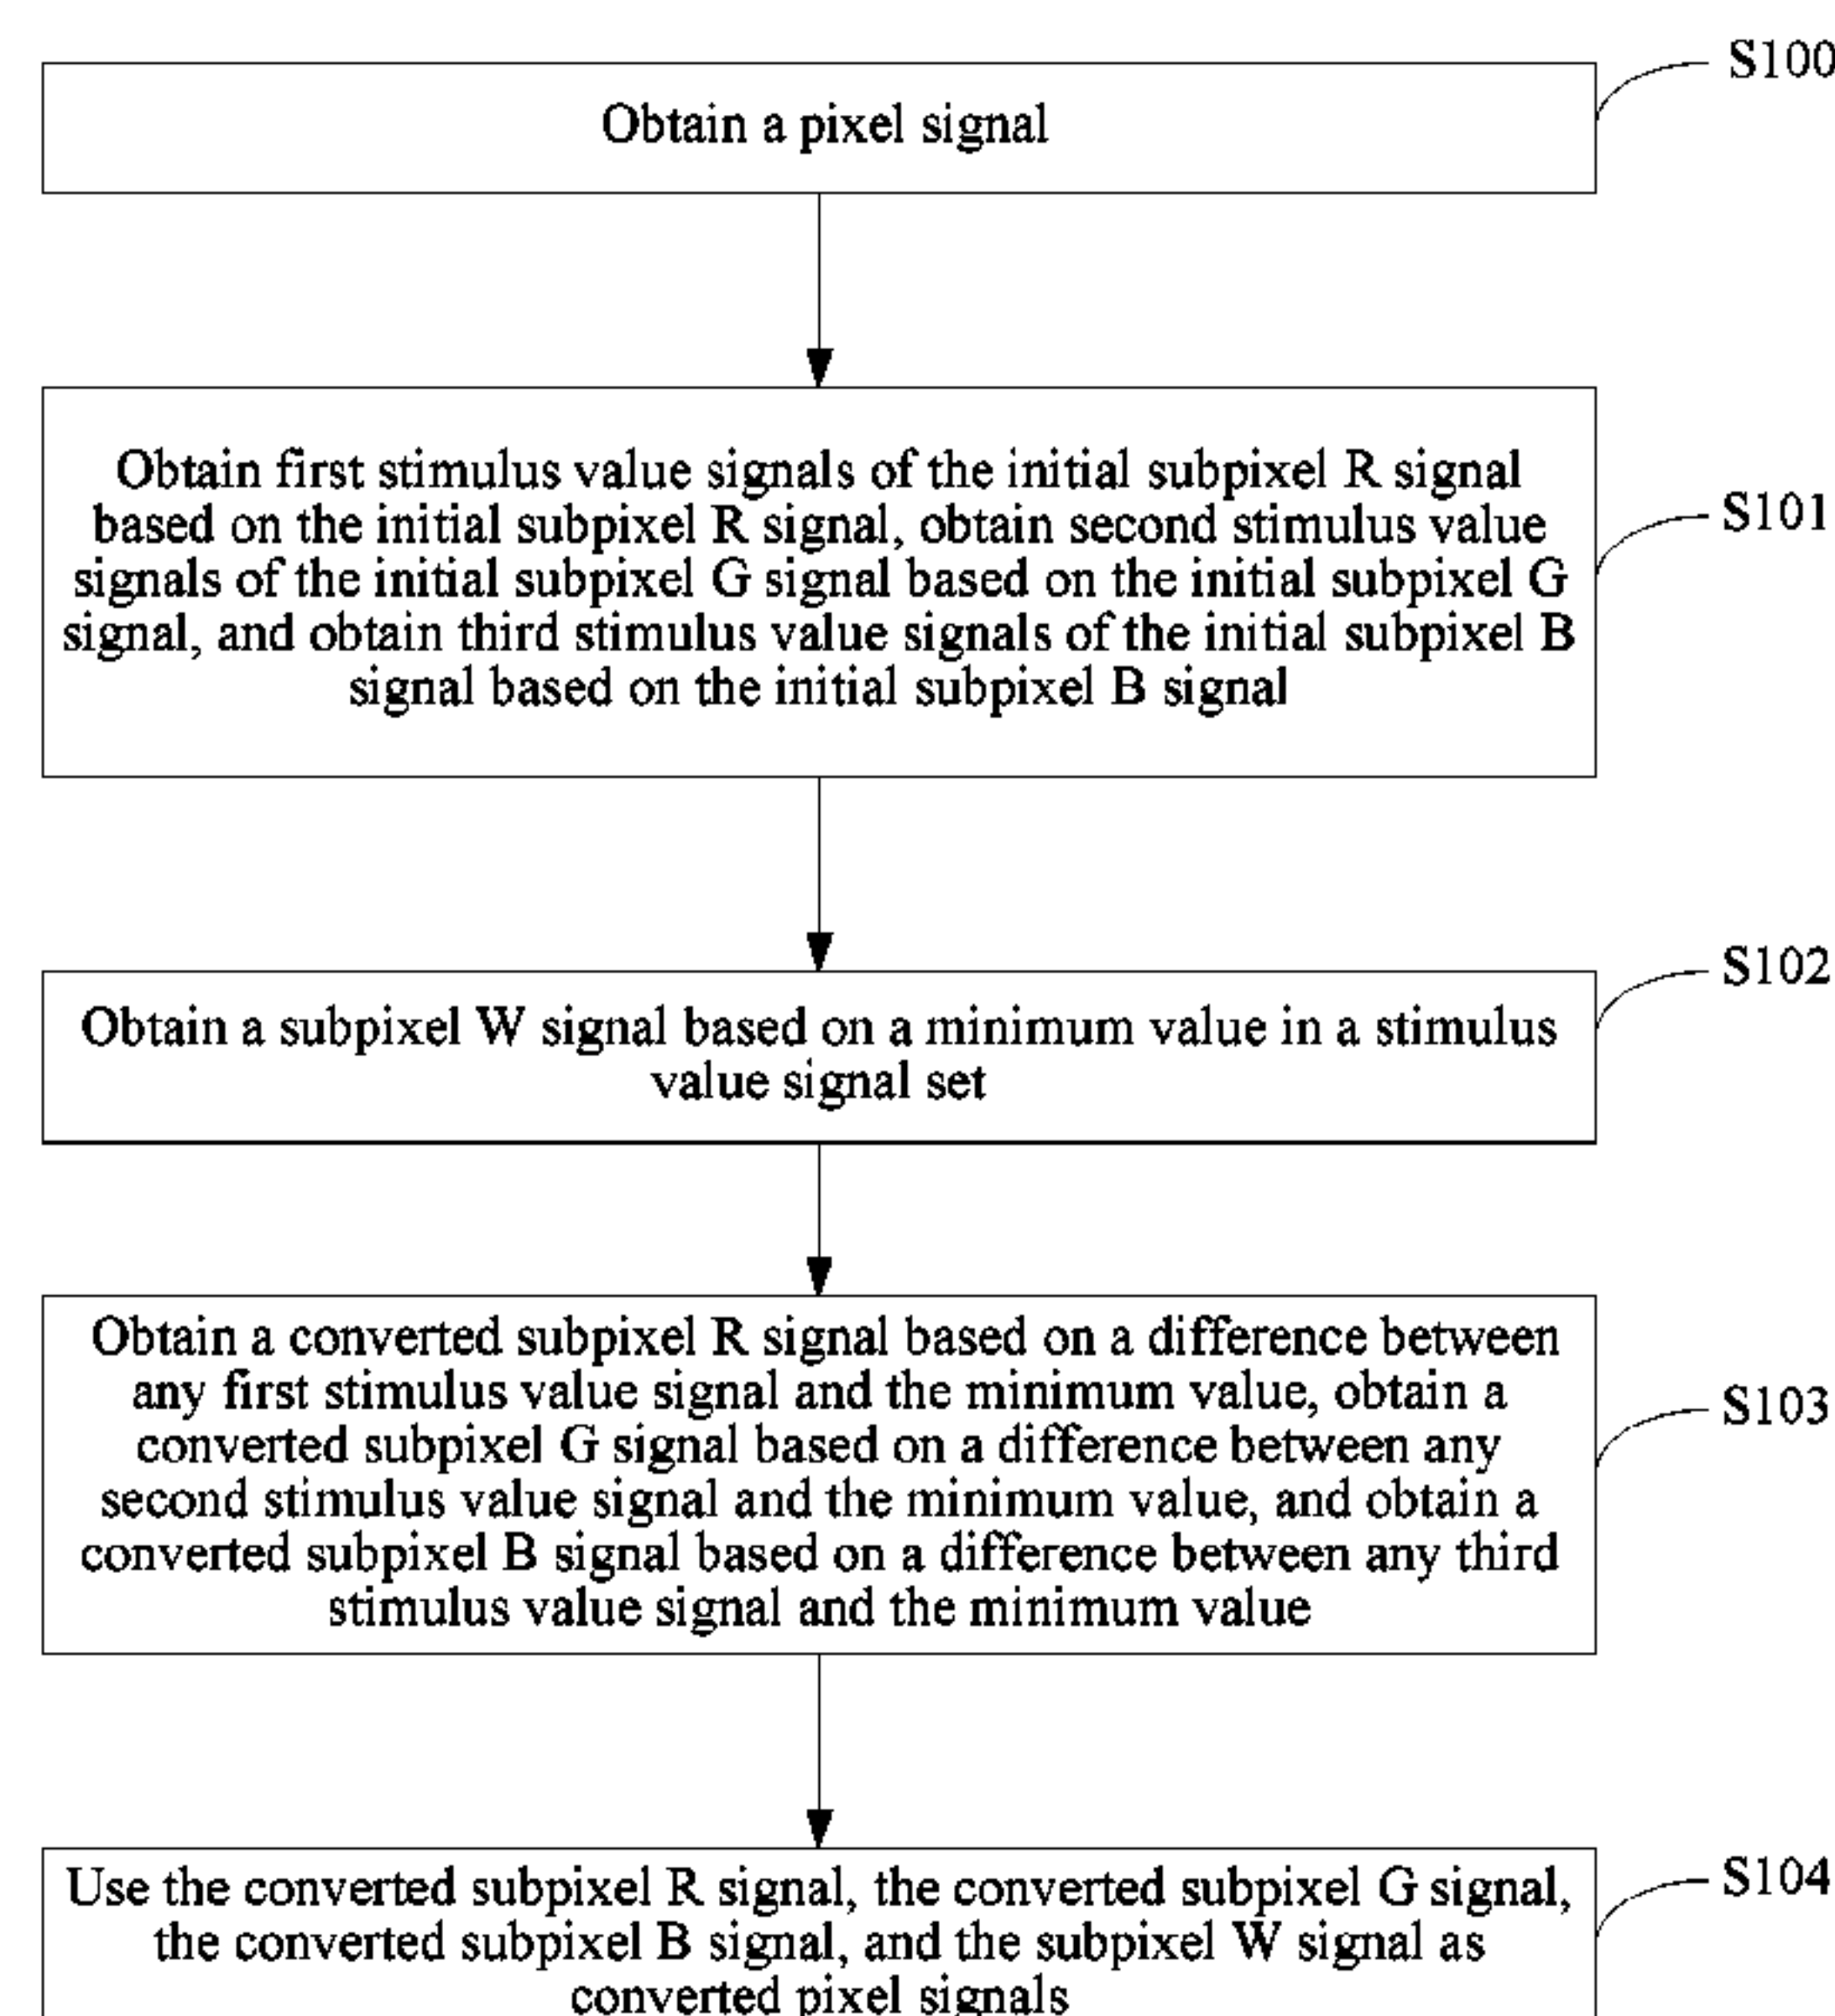 S100
Obtain a pixel signal
Obtain first stimulus value signals of the initial subpixel R signal
based on the initial subpixel R signal, obtain second stimulus value
signals of the initial subpixel G signal based on the initial subpixel G
signal, and obtain third stimulus value signals of the initial subpixel B
signal based on the initial subpixel B signal
S101
S102
Obtain a subpixel W signal based on a minimum value in a stimulus
value signal set
Obtain a converted subpixel R signal based on a difference between
any first stimulus value signal and the minimum value, obtain a
converted subpixel G signal based on a difference between any
second stimulus value signal and the minimum value, and obtain a
converted subpixel B signal based on a difference between any third
stimulus value signal and the minimum value
S103
Use the converted subpixel R signal, the converted subpixel G signal,
the converted subpixel B signal, and the subpixel W signal as
converted pixel signals
S104